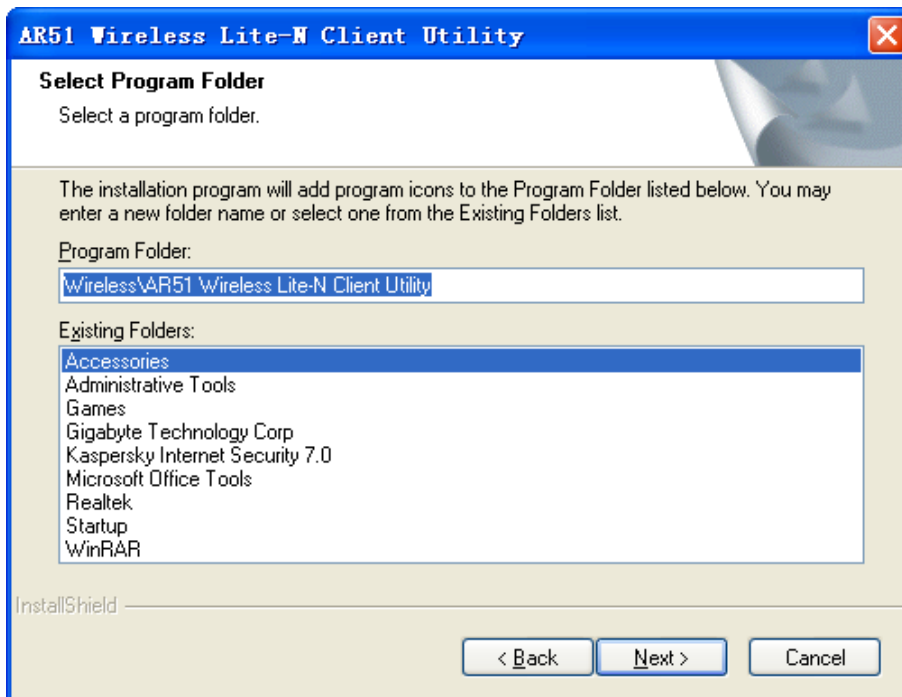 AR51 Wireless Lite-N Client Utility
Select Program Folder
Select a program folder.
The installation program will add program icons to the Program Folder listed below. You may
enter a new folder name or select one from the Existing Folders list.
Program Folder:
Wireless\AR51 Wireless Lite-N Client Utility
Existing Folders:
Accessories
Administrative Tools
Games
Gigabyte Technology Corp
Kaspersky Internet Security 7.0
Microsoft Office Tools
Realtek
Startup
WinRAR
InstallShield
< Back Next > Cancel